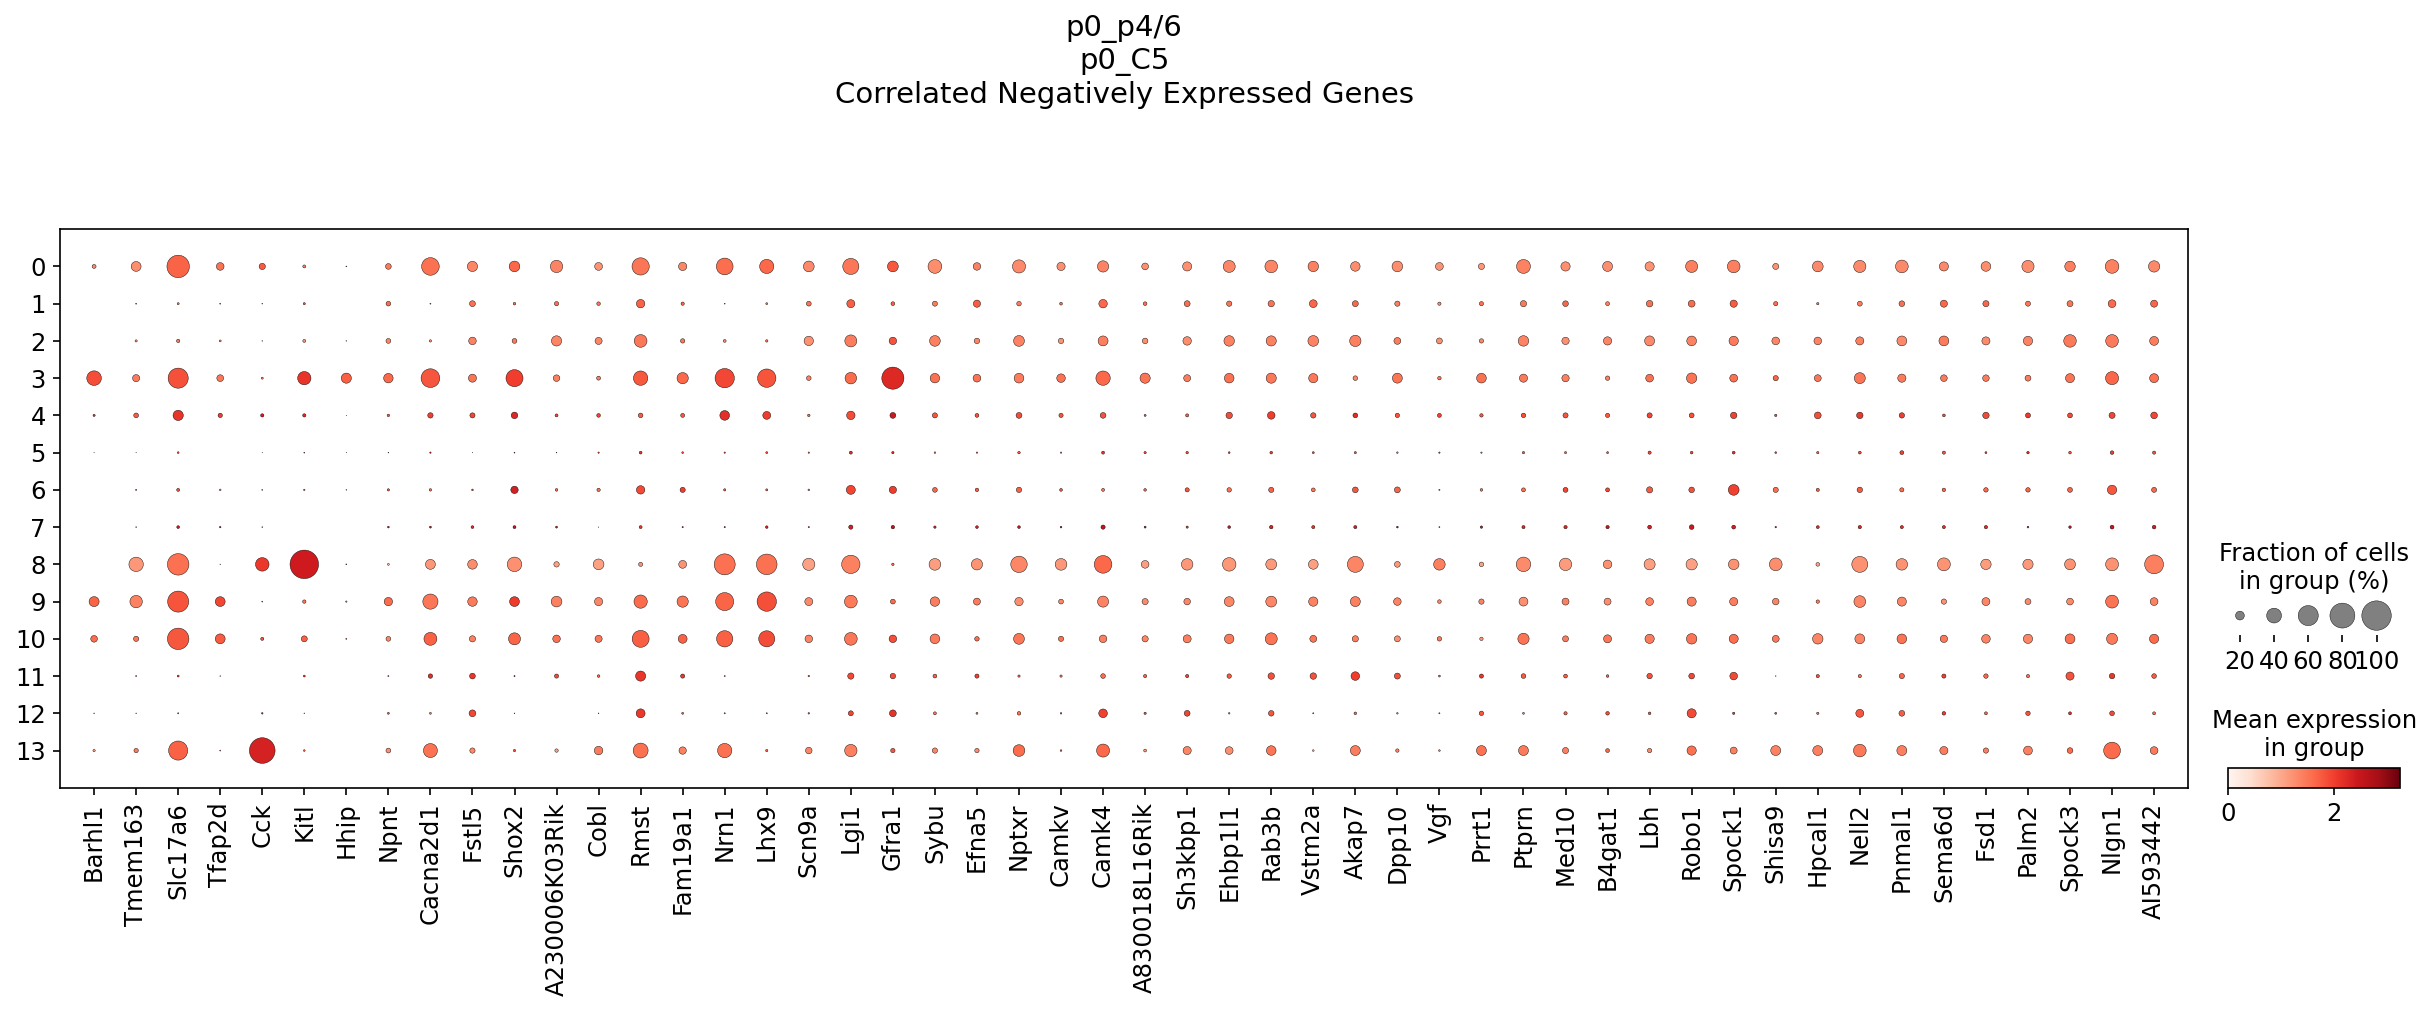 p0_p4/6
p0_C5
Correlated Negatively Expressed Genes
0
1
2
3
4
5
6
7
8
9
10
11
12
13
Barhl1
Tmem163
Slc17a6
Tfap2d
Cck
Kitl
Hhip
Npnt
Cacna2d1
Fstl5
Shox2
A230006K03Rik
Cobl
Rmst
Fam19a1
Nrn1
Lhx9
Scn9a
Lgi1
Gfra1
Sybu
Efna5
Nptxr
Camkv
Camk4
A830018L16Rik
Sh3kbp1
Ehbp1l1
Rab3b
Vstm2a
Akap7
Dpp10
Vgf
Prrt1
Ptprn
Med10
B4gat1
Lbh
Robo1
Spock1
Shisa9
Hpcal1
Nell2
Pnmal1
Sema6d
Fsd1
Palm2
Spock3
Nlgn1
AI593442
Fraction of cells
in group (%)
20 40 60 80 100
Mean expression
in group
0 2